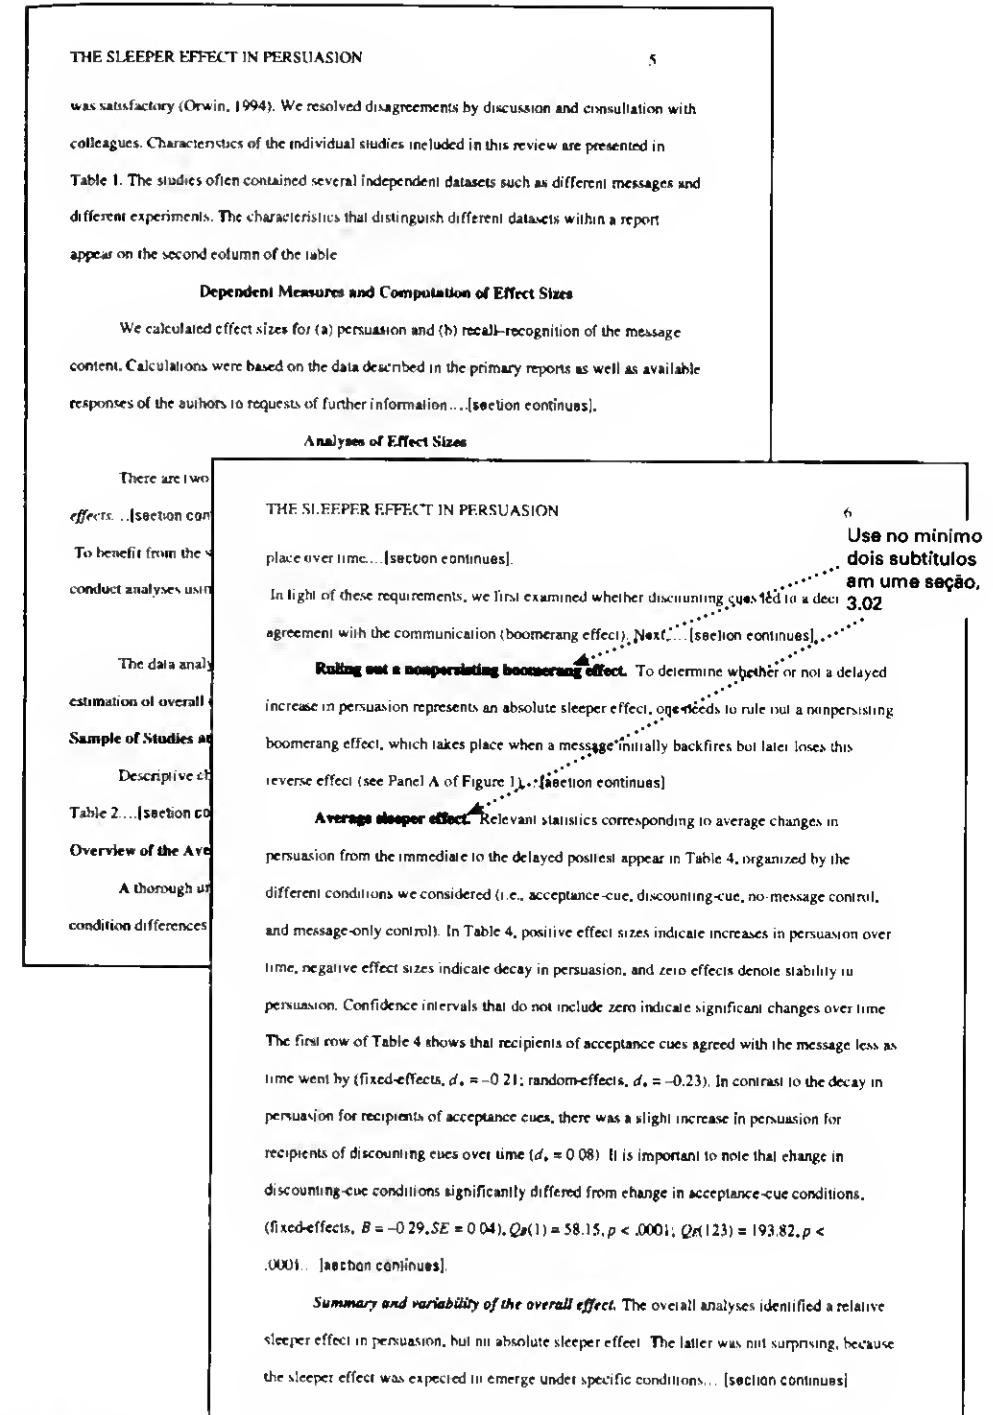 THE SLEEPER EFFECT IN PERSUASION 5
was satisfactory (Orwin, 1994). We resolved disagreements by discussion and consultation with
colleagues. Characteristics of the individual studies included in this review are presented in
Table 1. The studies often contained several independent datasets such as different messages and
different experiments. The characteristics that distinguish different datasets within a report
appear on the second column of the table
Dependent Measures and Computation of Effect Sizes
We calculated effect sizes for (a) persuasion and (b) recall–recognition of the message
content. Calculations were based on the data described in the primary reports as well as available
responses of the authors to requests of further information....[section continues].
Analyses of Effect Sizes
There are two
effects. ..[section con
To benefit from the
conduct analyses usin
The data analy
estimation of overall
Sample of Studies a
Descriptive ch
Table 2....[section co
Overview of the Ave
A thorough un
condition differences
THE SLEEPER EFFECT IN PERSUASION 6
place over time....[section continues].
In light of these requirements, we first examined whether discounting cues led to a decr
agreement with the communication (boomerang effect). Next,....[section continues].
Ruling out a nonpersisting boomerang effect. To determine whether or not a delayed
increase in persuasion represents an absolute sleeper effect, one needs to rule out a nonpersisting
boomerang effect, which takes place when a message initially backfires but later loses this
reverse effect (see Panel A of Figure 1)...[section continues]
Average sleeper effect. Relevant statistics corresponding to average changes in
persuasion from the immediate to the delayed posttest appear in Table 4, organized by the
different conditions we considered (i.e., acceptance-cue, discounting-cue, no-message control,
and message-only control). In Table 4, positive effect sizes indicate increases in persuasion over
time, negative effect sizes indicate decay in persuasion, and zero effects denote stability in
persuasion. Confidence intervals that do not include zero indicate significant changes over time
The first row of Table 4 shows that recipients of acceptance cues agreed with the message less as
time went by (fixed-effects, d₊ = –0 21; random-effects, d₊ = –0.23). In contrast to the decay in
persuasion for recipients of acceptance cues, there was a slight increase in persuasion for
recipients of discounting cues over time (d₊ = 0 08) It is important to note that change in
discounting-cue conditions significantly differed from change in acceptance-cue conditions,
(fixed-effects, B = –0 29, SE = 0 04), QB(1) = 58.15, p < .0001; QE(123) = 193.82, p <
.0001.. [section continues].
Summary and variability of the overall effect. The overall analyses identified a relative
sleeper effect in persuasion, but no absolute sleeper effect The latter was not surprising, because
the sleeper effect was expected to emerge under specific conditions... [section continues]
Use no mínimo
dois subtítulos
am uma seção,
3.02